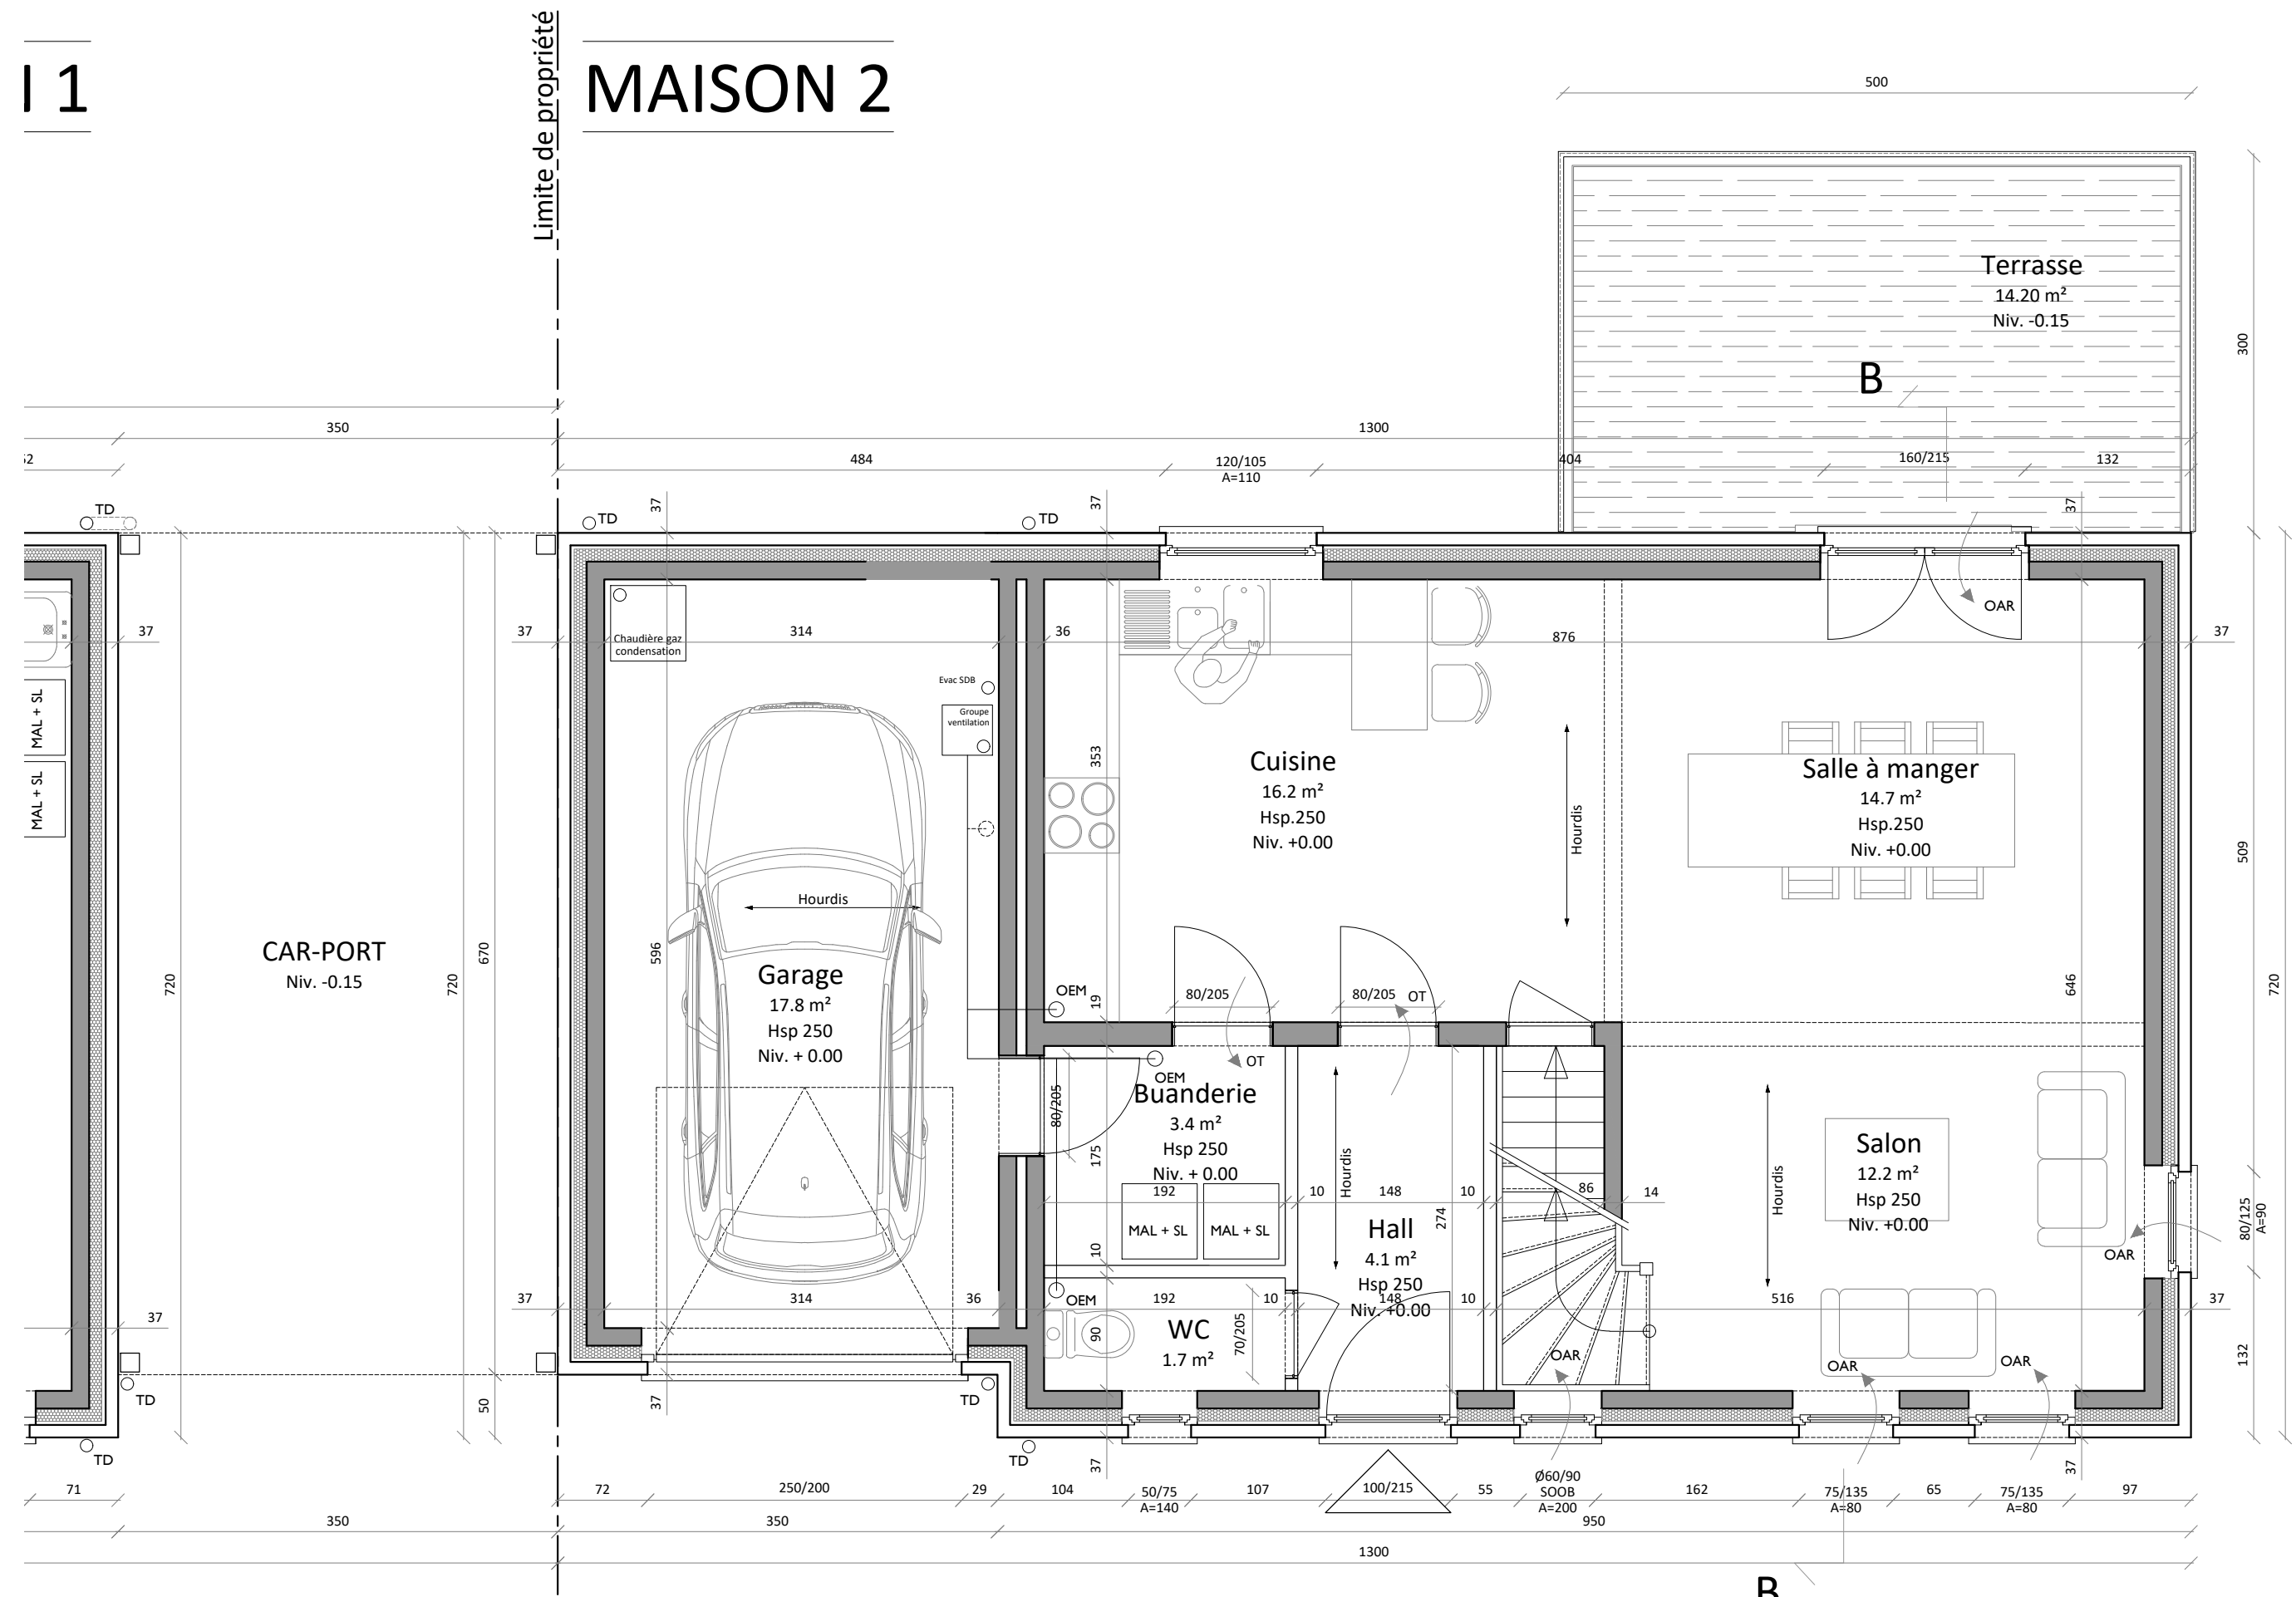 I 1
Limite de propriété
MAISON 2
500
Terrasse
14.20 m²
Niv. -0.15
300
B
350
1300
484
120/105
A=110
404
160/215
132
TD
TD
TD
37
37
37
37
37
314
36
876
37
Chaudière gaz
condensation
OAR
Evac SDB
Groupe
ventilation
MAL + SL
MAL + SL
353
Cuisine
16.2 m²
Hsp.250
Niv. +0.00
Hourdis
Salle à manger
14.7 m²
Hsp.250
Niv. +0.00
509
Hourdis
CAR-PORT
Niv. -0.15
720
720
670
596
Garage
17.8 m²
Hsp 250
Niv. + 0.00
OEM
19
80/205
80/205
OT
646
720
OT
OEM
80/205
Buanderie
3.4 m²
Hsp 250
Niv. + 0.00
175
Hourdis
Hourdis
Salon
12.2 m²
Hsp 250
Niv. +0.00
192
10
148
10
86
14
MAL + SL
MAL + SL
274
Hall
4.1 m²
Hsp 250
Niv. +0.00
80/125
A=90
OAR
10
OEM
37
37
314
36
192
10
148
10
516
37
WC
1.7 m²
90
70/205
OAR
OAR
OAR
132
TD
TD
TD
TD
50
37
37
37
71
72
250/200
29
104
50/75
A=140
107
100/215
55
Ø60/90
SOOB
A=200
162
75/135
A=80
65
75/135
A=80
97
350
350
950
1300
B